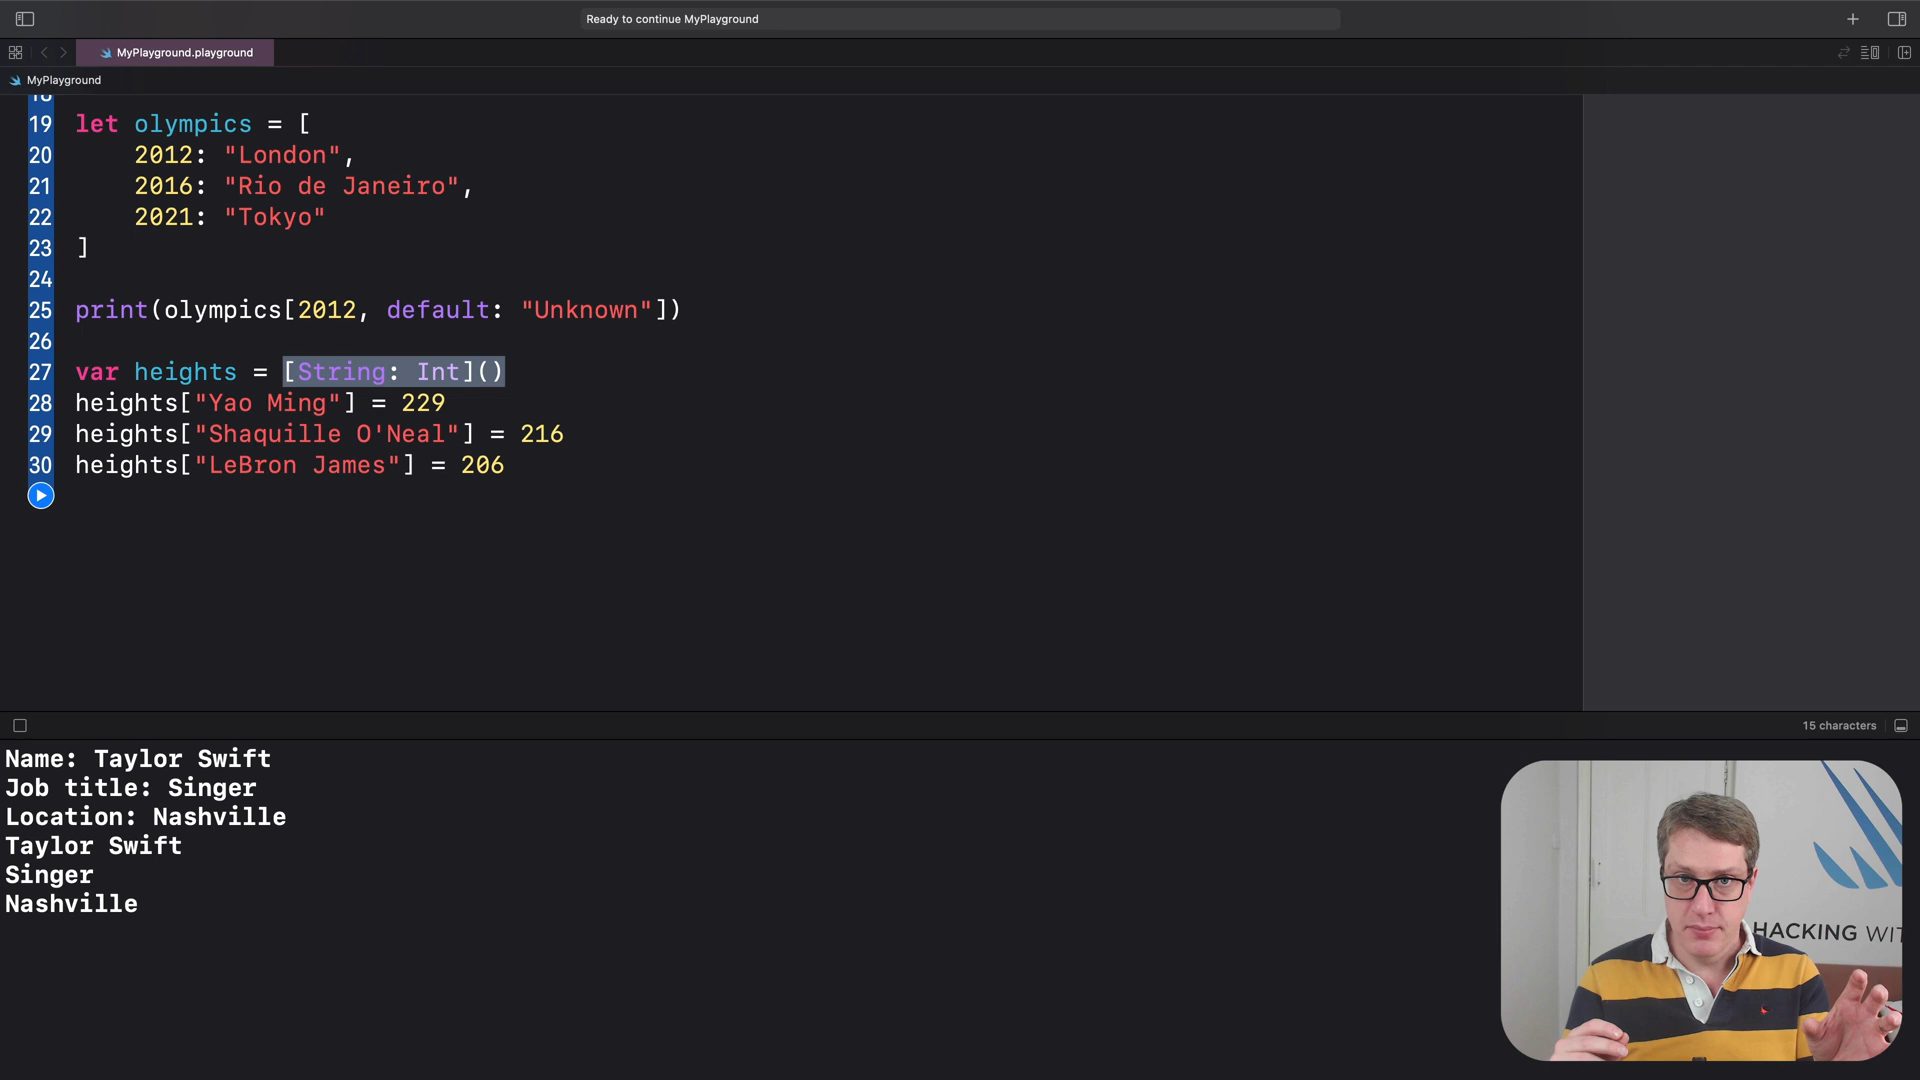 Ready to continue MyPlayground
MyPlayground.playground
MyPlayground
18
19 let olympics = [
20 2012: "London",
21 2016: "Rio de Janeiro",
22 2021: "Tokyo"
23 ]
24
25 print(olympics[2012, default: "Unknown"])
26
27 var heights = [String: Int]()
28 heights["Yao Ming"] = 229
29 heights["Shaquille O'Neal"] = 216
30 heights["LeBron James"] = 206
15 characters
Name: Taylor Swift
Job title: Singer
Location: Nashville
Taylor Swift
Singer
Nashville
HACKING WIT